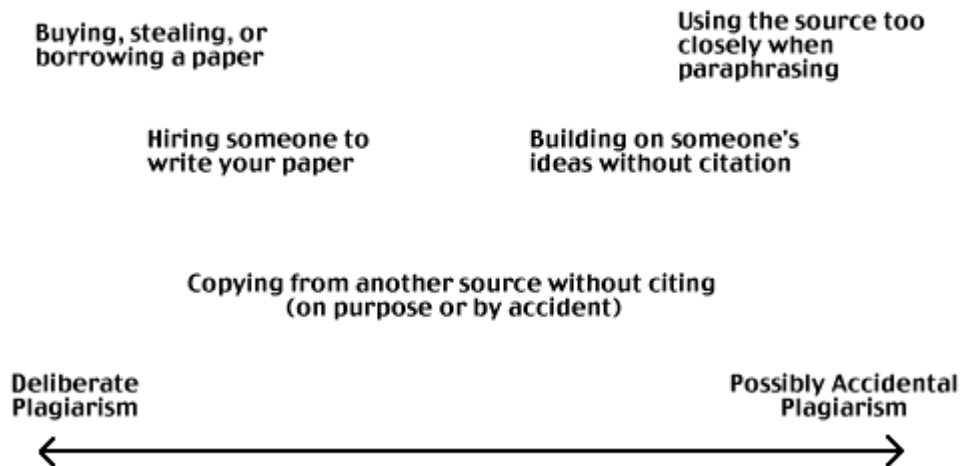 Buying, stealing, or
borrowing a paper
Using the source too
closely when
paraphrasing
Hiring someone to
write your paper
Building on someone's
ideas without citation
Copying from another source without citing
(on purpose or by accident)
Deliberate
Plagiarism
Possibly Accidental
Plagiarism